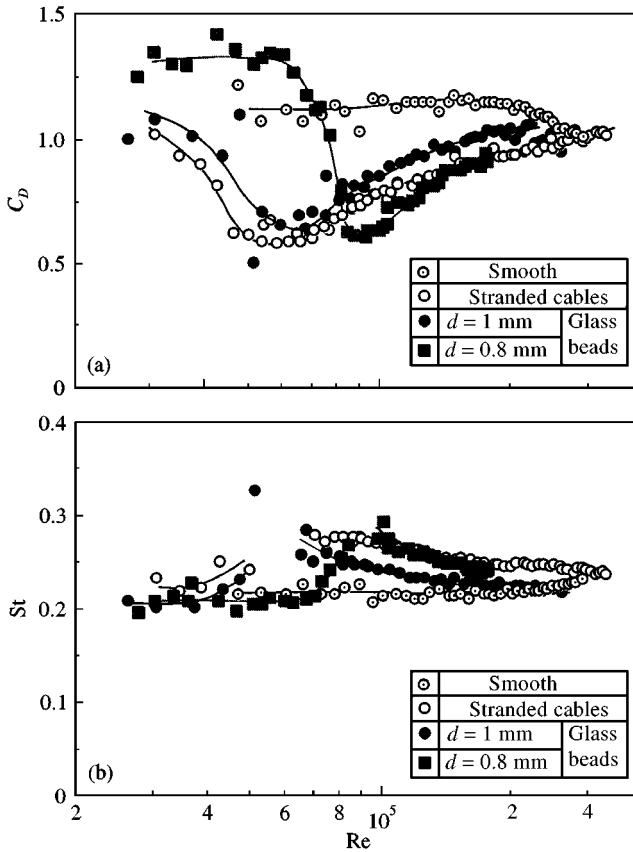 1.5
1.0
C_D
0.5
0
(a)
Smooth
Stranded cables
d = 1 mm
Glass beads
d = 0.8 mm
0.4
0.3
St
0.2
0.1
0
(b)
Smooth
Stranded cables
d = 1 mm
Glass beads
d = 0.8 mm
2 4 6 8 10⁵ 2 4
Re